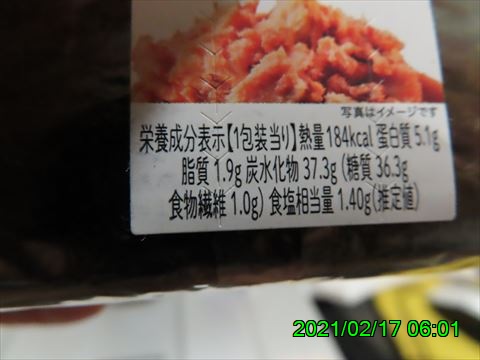 写真はイメージです
栄養成分表示【1包装当り】熱量184kcal 蛋白質 5.1g
脂質 1.9g 炭水化物 37.3g (糖質 36.3g
食物繊維 1.0g) 食塩相当量 1.40g(推定値)
2021/02/17 06:01